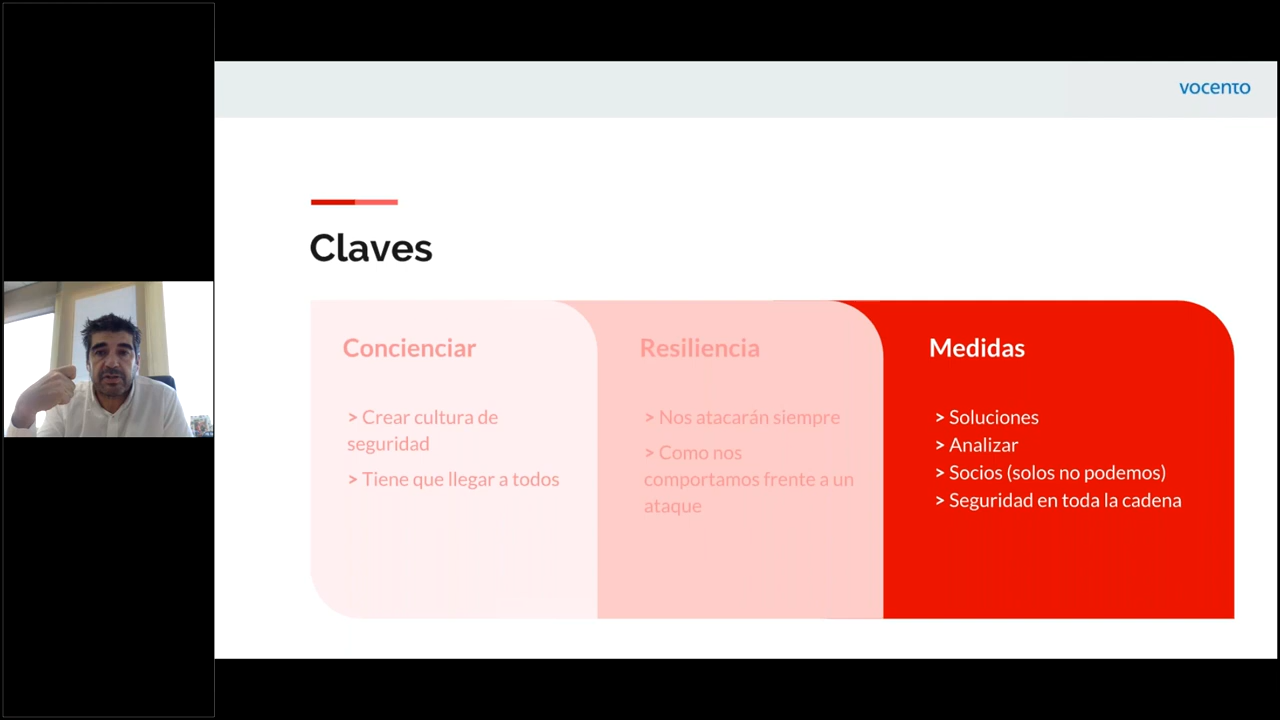 vocento
Claves
Concienciar
> Crear cultura de
seguridad
> Tiene que llegar a todos
Resiliencia
> Nos atacarán siempre
> Como nos
comportamos frente a un
ataque
Medidas
> Soluciones
> Analizar
> Socios (solos no podemos)
> Seguridad en toda la cadena